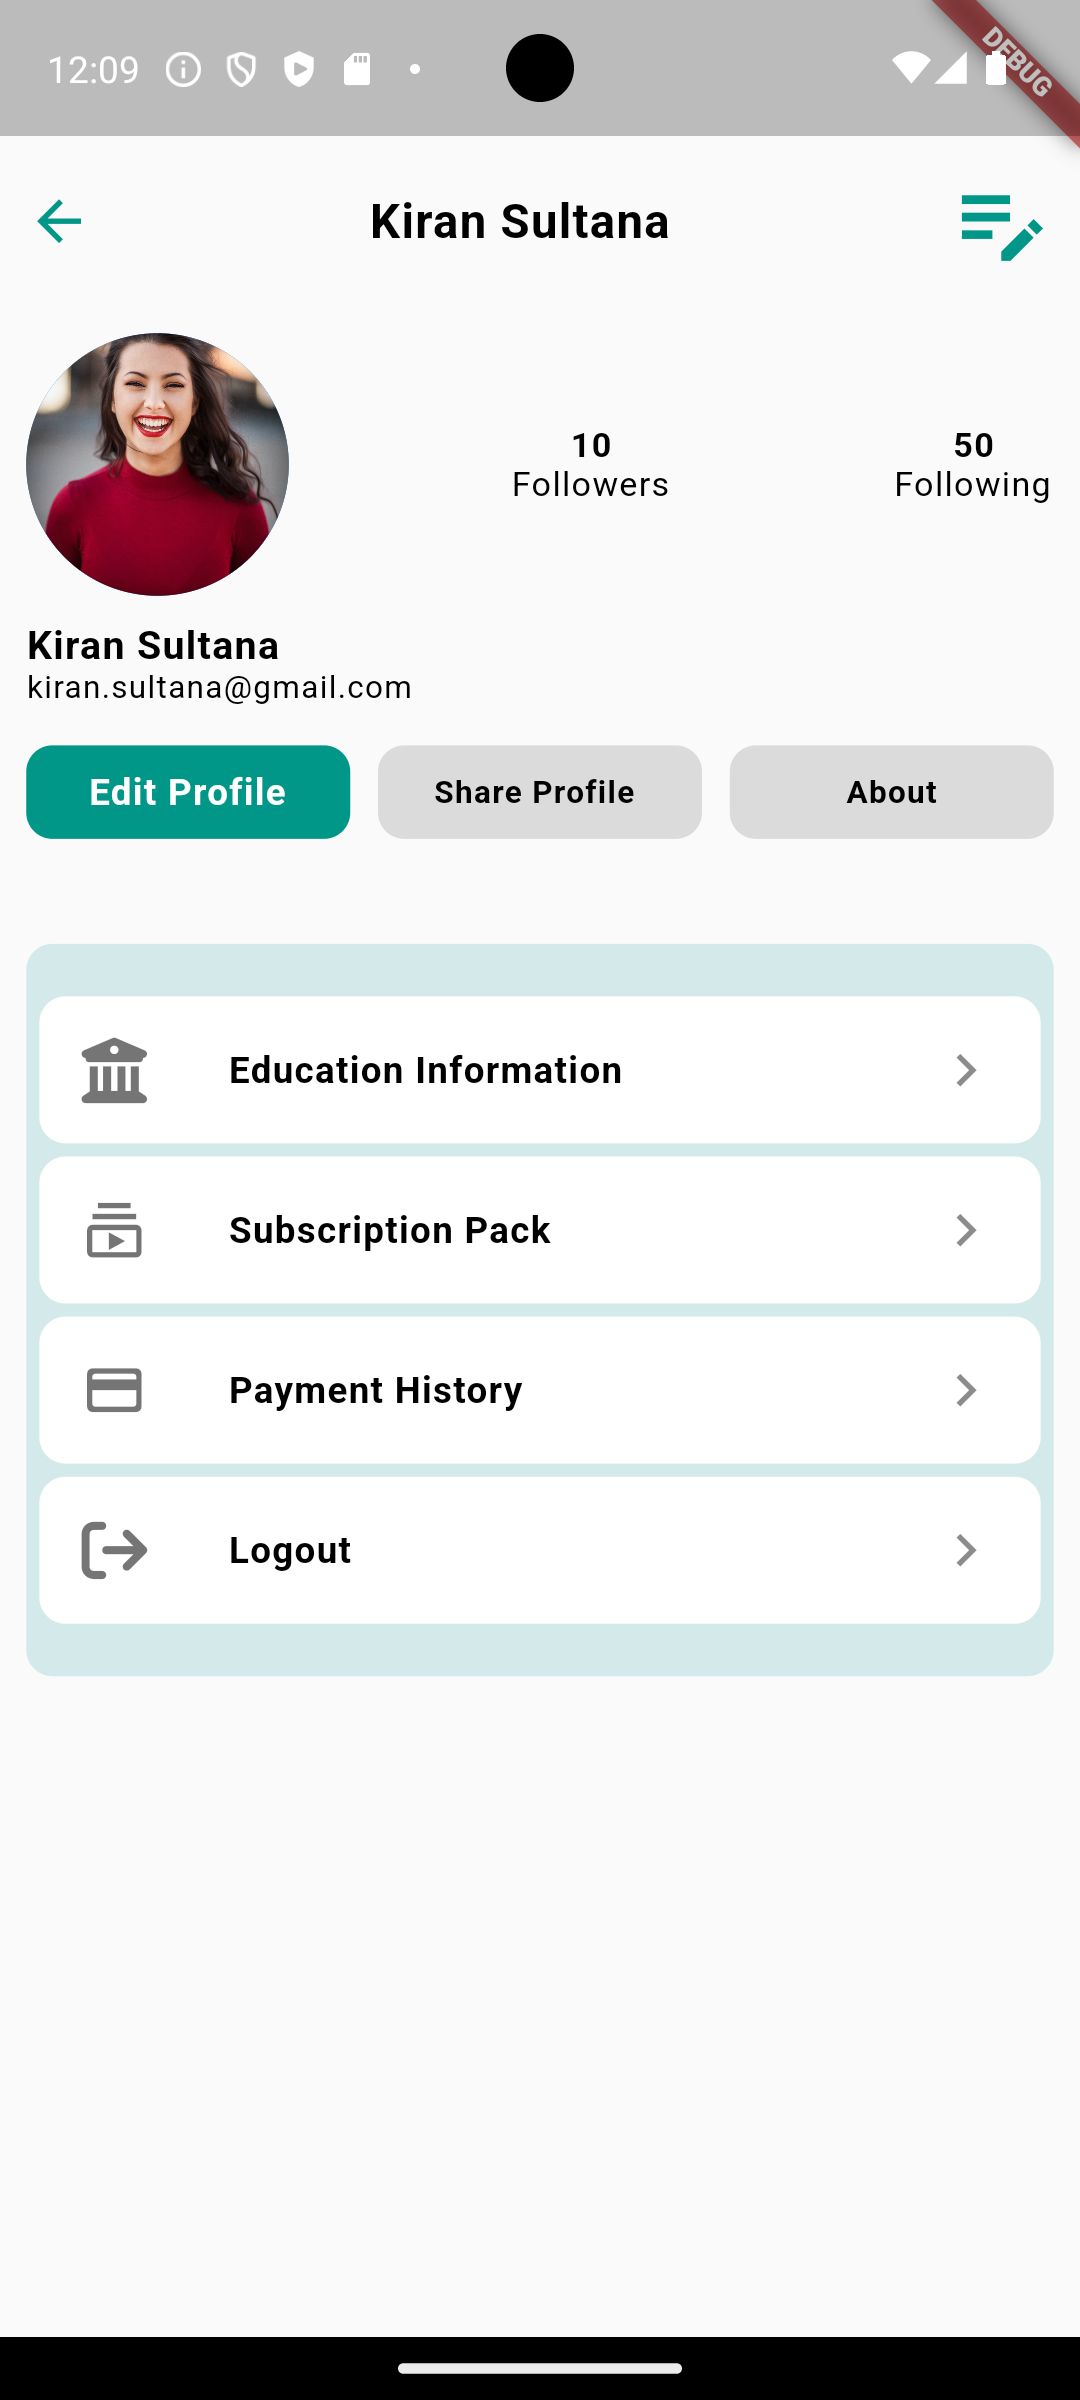 12:09
DEBUG
Kiran Sultana
10
Followers
50
Following
Kiran Sultana
kiran.sultana@gmail.com
Edit Profile
Share Profile
About
Education Information
Subscription Pack
Payment History
Logout